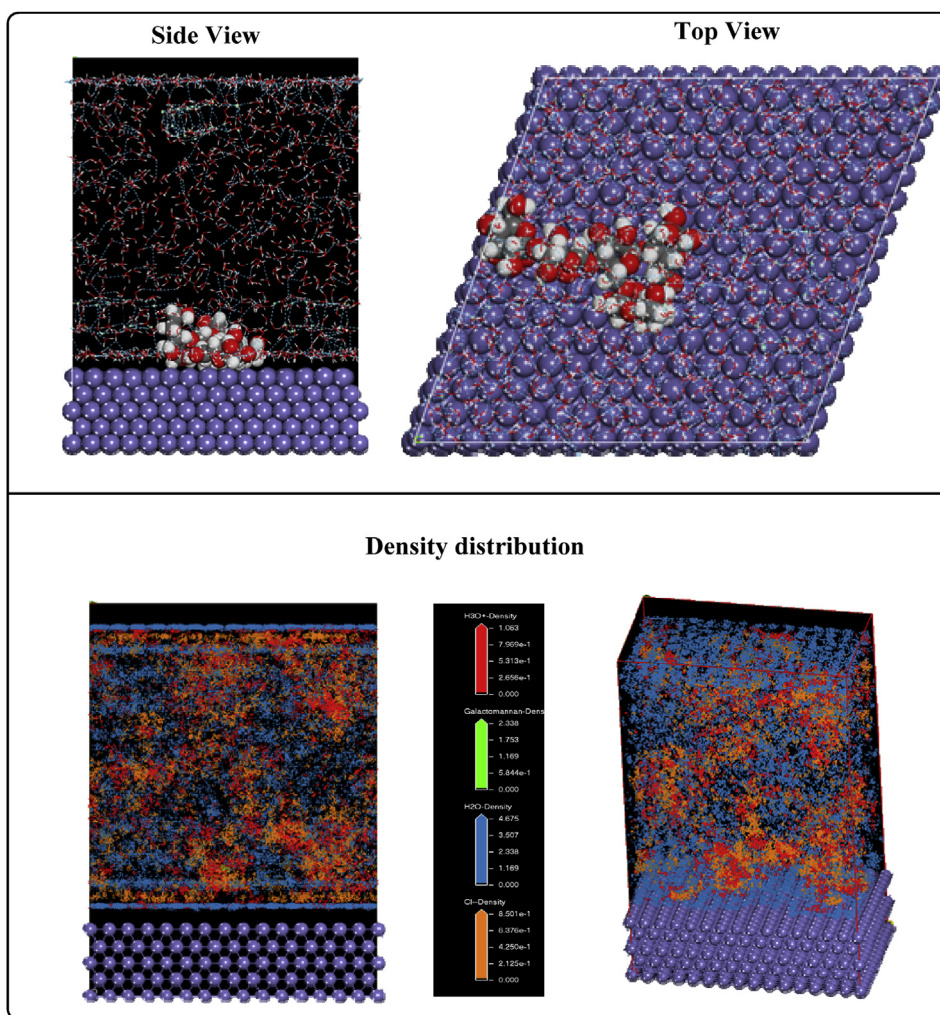 Side View
Top View
Density distribution
H3O+-Density
1.063
7.969e-1
5.313e-1
2.656e-1
0.000
Galactomannan-Dens
2.338
1.753
1.169
5.844e-1
0.000
H2O-Density
4.675
3.507
2.338
1.169
0.000
Cl--Density
8.501e-1
6.376e-1
4.250e-1
2.125e-1
0.000